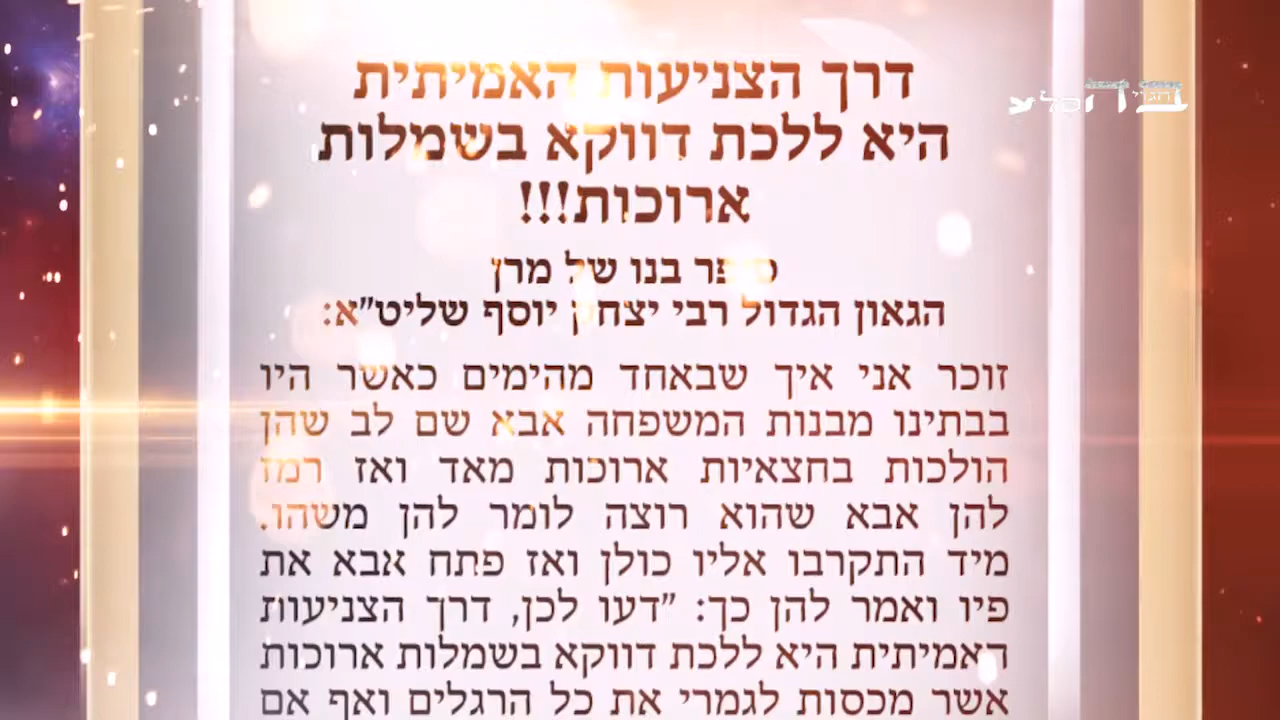 דרך הצניעות האמיתית
היא ללכת דווקא בשמלות
ארוכות!!!
סיפר בנו של מרן
הגאון הגדול רבי יצחק יוסף שליט"א:
זוכר אני איך שבאחד מהימים כאשר היו
בבתינו מבנות המשפחה אבא שם לב שהן
הולכות בחצאיות ארוכות מאד ואז רמז
להן אבא שהוא רוצה לומר להן משהו.
מיד התקרבו אליו כולן ואז פתח אבא את
פיו ואמר להן כך: "דעו לכן, דרך הצניעות
האמיתית היא ללכת דווקא בשמלות ארוכות
אשר מכסות לגמרי את כל הרגלים ואף אם